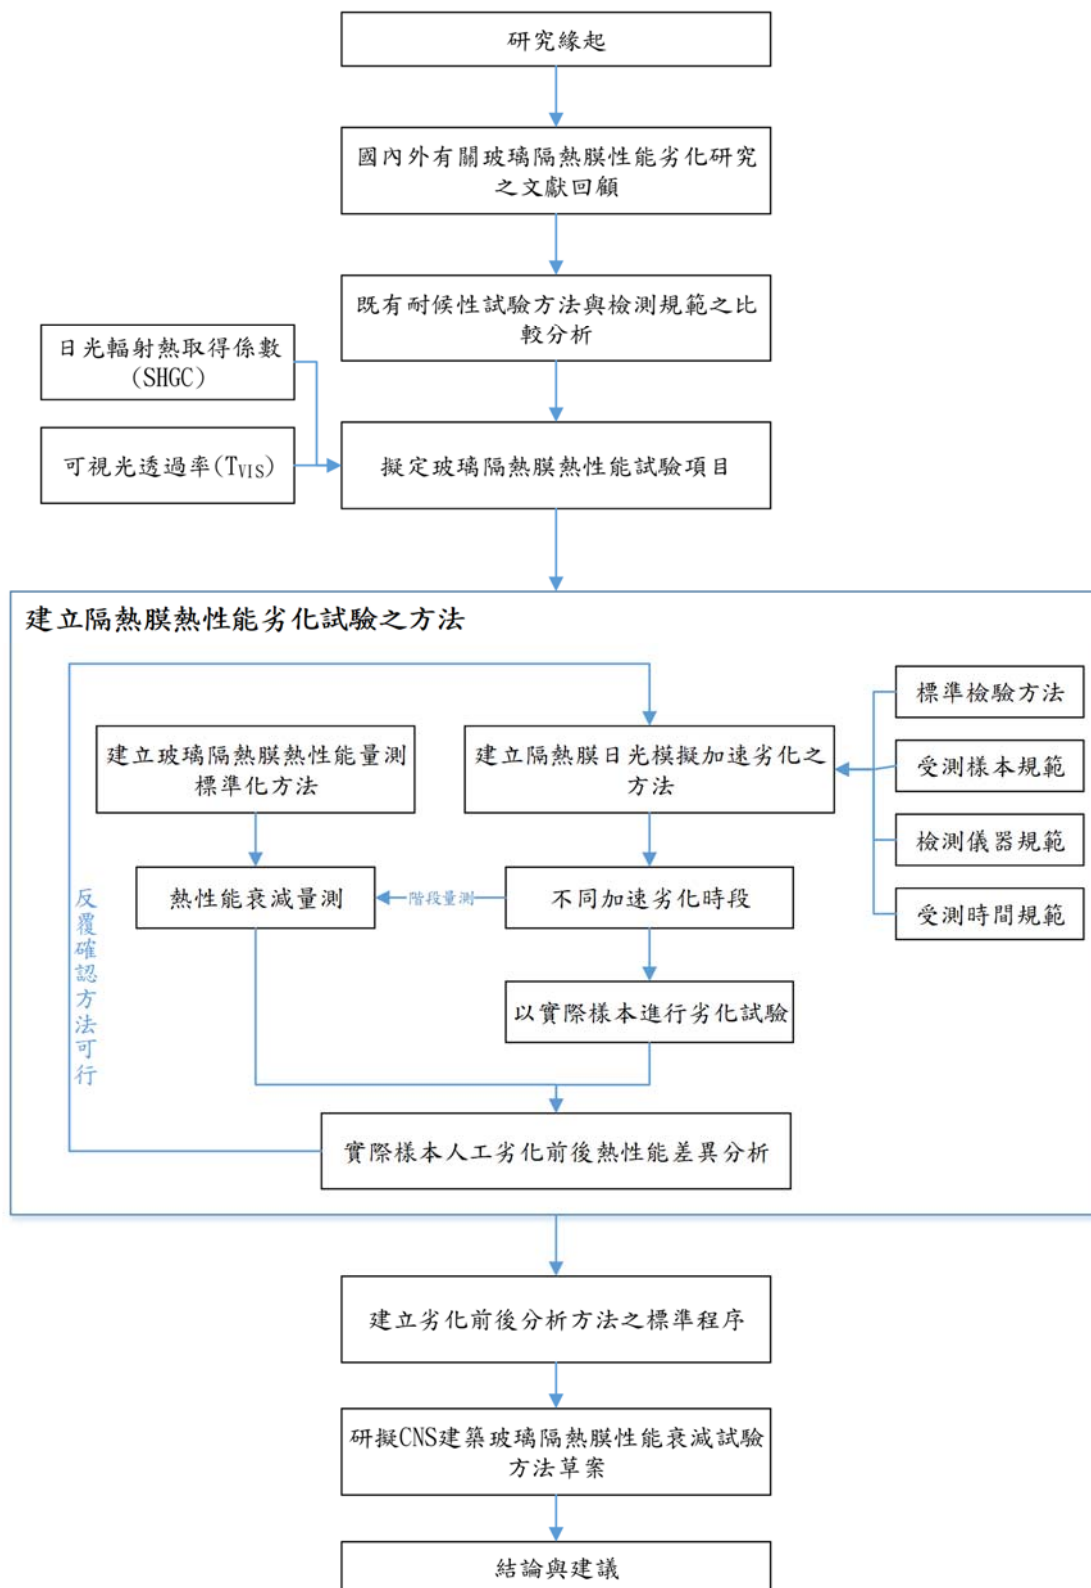 研究緣起
國內外有關玻璃隔熱膜性能劣化研究
之文獻回顧
既有耐候性試驗方法與檢測規範之比
較分析
日光輻射熱取得係數
(SHGC)
可視光透過率(TVIS)
擬定玻璃隔熱膜熱性能試驗項目
建立隔熱膜熱性能劣化試驗之方法
建立玻璃隔熱膜熱性能量測
標準化方法
建立隔熱膜日光模擬加速劣化之
方法
標準檢驗方法
受測樣本規範
檢測儀器規範
受測時間規範
熱性能衰減量測
階段量測
不同加速劣化時段
以實際樣本進行劣化試驗
反覆確認方法可行
實際樣本人工劣化前後熱性能差異分析
建立劣化前後分析方法之標準程序
研擬CNS建築玻璃隔熱膜性能衰減試驗
方法草案
結論與建議